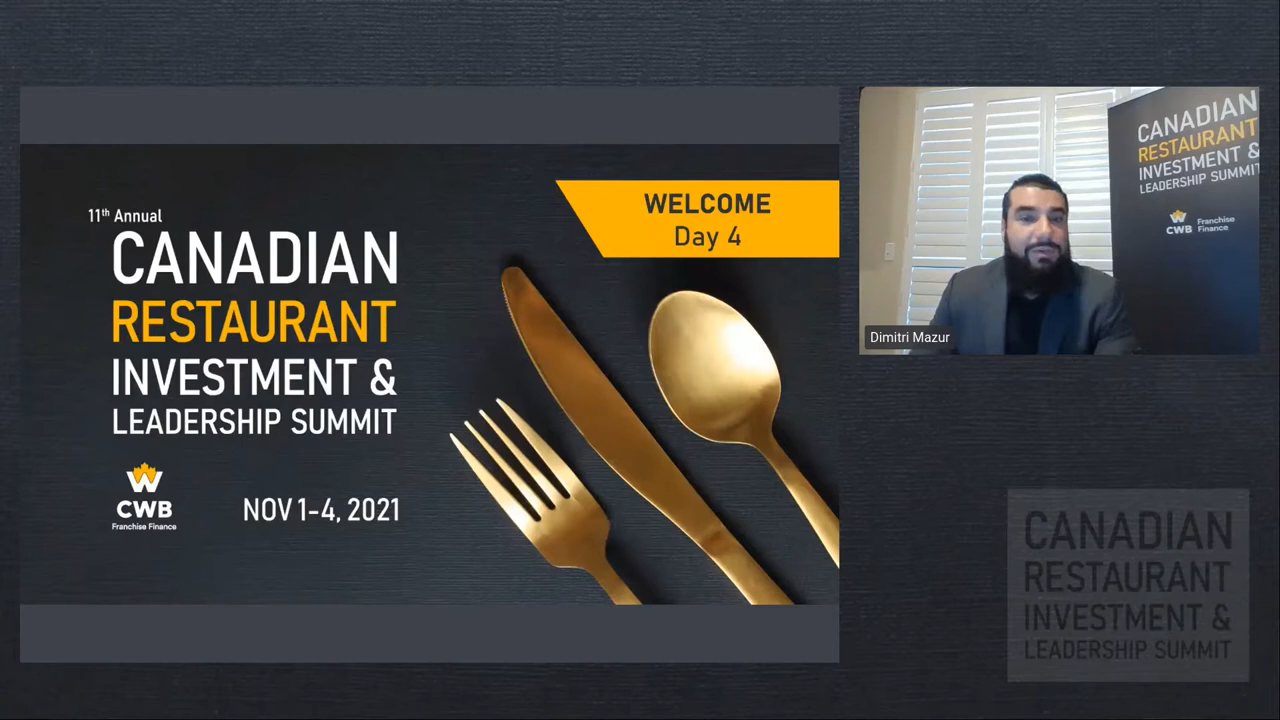 11th Annual
CANADIAN
RESTAURANT
INVESTMENT &
LEADERSHIP SUMMIT
CWB
Franchise Finance
NOV 1-4, 2021
WELCOME
Day 4
CANADIAN
RESTAURANT
INVESTMENT &
LEADERSHIP SUMMIT
CWB
Franchise
Finance
Dimitri Mazur
CANADIAN
RESTAURANT
INVESTMENT &
LEADERSHIP SUMMIT